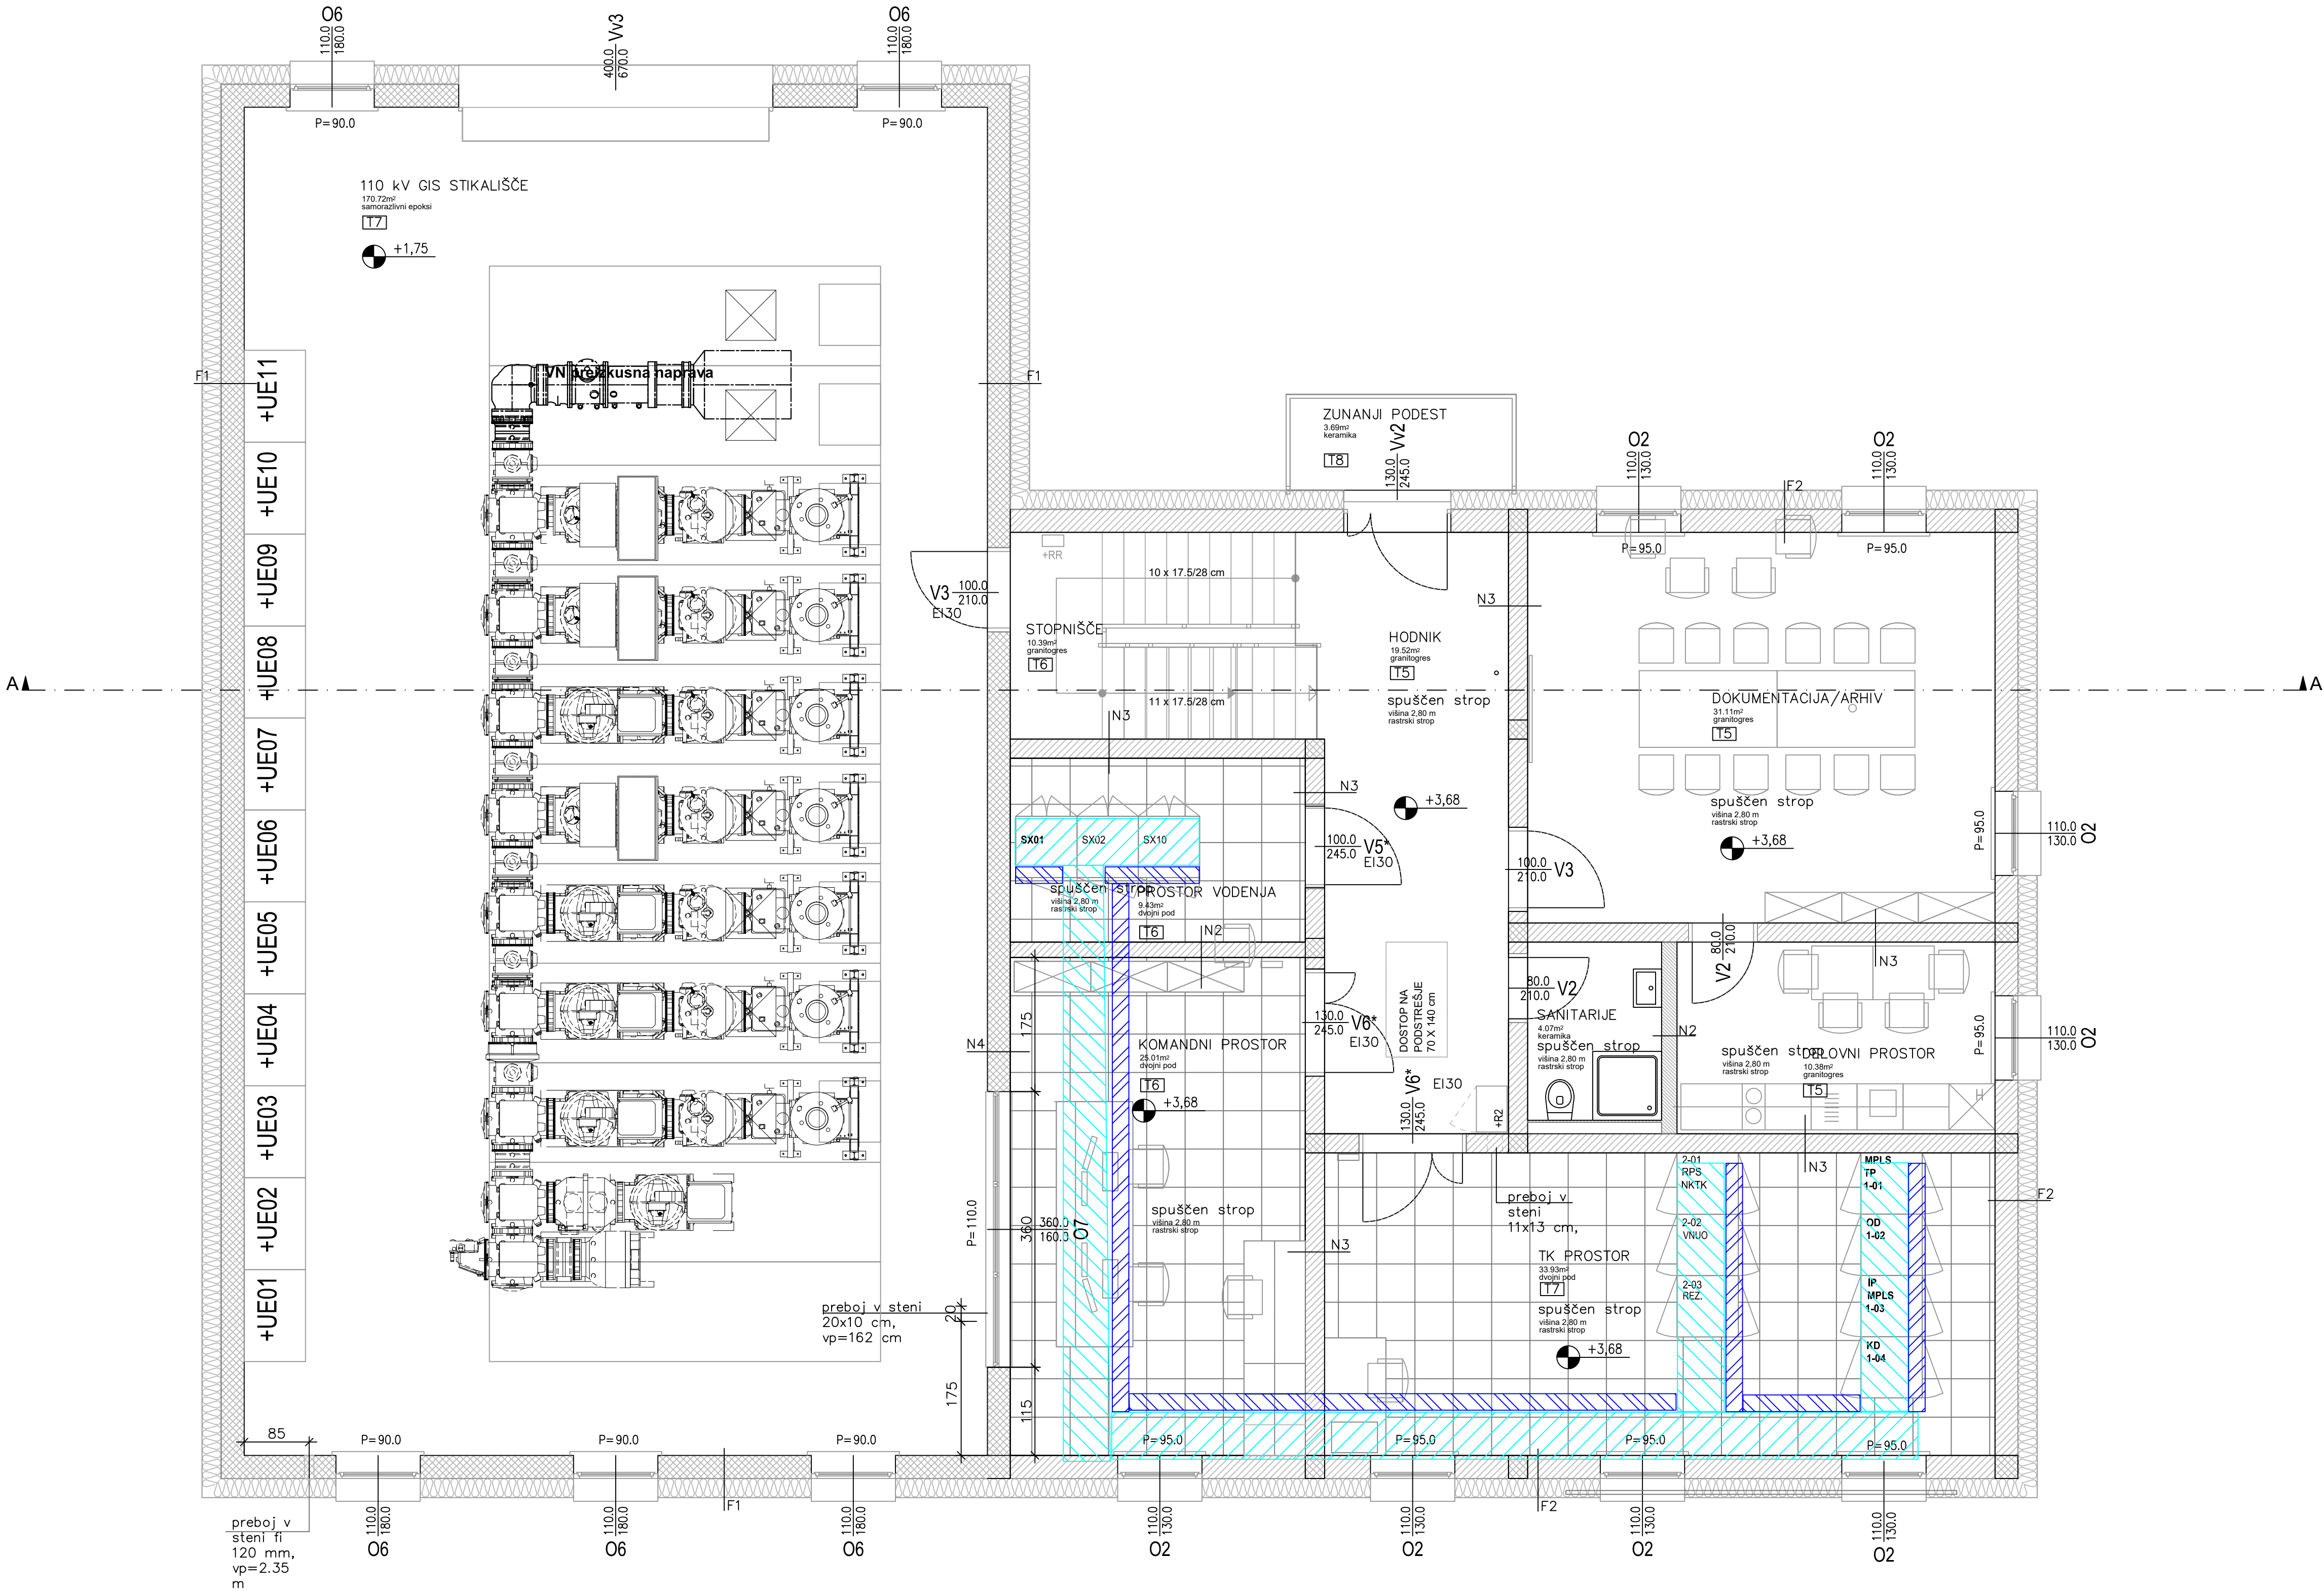 O6
110.0
180.0
Vv3
400.0
670.0
O6
110.0
180.0
P=90.0
P=90.0
110 kV GIS STIKALIŠČE
170.72m²
samorazlivni epoksi
T7
+1,75
VN preizkusna naprava
F1
F1
+UE11
+UE10
+UE09
+UE08
+UE07
+UE06
+UE05
+UE04
+UE03
+UE02
+UE01
A
A
ZUNANJI PODEST
3.69m²
keramika
T8
130.0
245.0
Vv2
O2
110.0
130.0
O2
110.0
130.0
F2
P=95.0
P=95.0
+RR
10 x 17.5/28 cm
V3
100.0
210.0
EI30
STOPNIŠČE
10.39m²
granitogres
T6
11 x 17.5/28 cm
N3
N3
HODNIK
19.52m²
granitogres
T5
spuščen strop
višina 2,80 m
rastrski strop
N3
+3,68
DOKUMENTACIJA/ARHIV
31.11m²
granitogres
T5
spuščen strop
višina 2,80 m
rastrski strop
+3,68
P=95.0
110.0
130.0
O2
SX01
SX02
SX10
100.0
245.0
V5*
EI30
100.0
210.0
V3
spuščen strop
višina 2,80 m
rastrski strop
PROSTOR VODENJA
9.43m²
dvojni pod
T6
N2
80.0
210.0
V2
N3
175
N4
KOMANDNI PROSTOR
25.01m²
dvojni pod
T6
+3,68
130.0
245.0
V6*
EI30
DOSTOP NA
PODSTREŠJE
70 X 140 cm
80.0
210.0
V2
SANITARIJE
4.07m²
keramika
spuščen strop
višina 2,80 m
rastrski strop
N2
spuščen strop
višina 2,80 m
rastrski strop
DELOVNI PROSTOR
10.38m²
granitogres
T5
P=95.0
110.0
130.0
O2
H
130.0
245.0
V6*
EI30
+R2
N3
P=110.0
360
360.0
160.0
O7
spuščen strop
višina 2,80 m
rastrski strop
N3
preboj v
steni
11x13 cm,
TK PROSTOR
33.93m²
dvojni pod
T7
spuščen strop
višina 2,80 m
rastrski strop
+3,68
2-01
RPS
NKTK
2-02
VNUO
2-03
REZ.
MPLS
TP
1-01
OD
1-02
IP
MPLS
1-03
KD
1-04
F2
preboj v steni
20x10 cm,
vp=162 cm
20
175
115
85
P=90.0
P=90.0
P=90.0
P=95.0
P=95.0
P=95.0
P=95.0
preboj v
steni fi
120 mm,
vp=2.35
m
110.0
180.0
O6
110.0
180.0
O6
F1
110.0
180.0
O6
110.0
130.0
O2
110.0
130.0
O2
F2
110.0
130.0
O2
110.0
130.0
O2